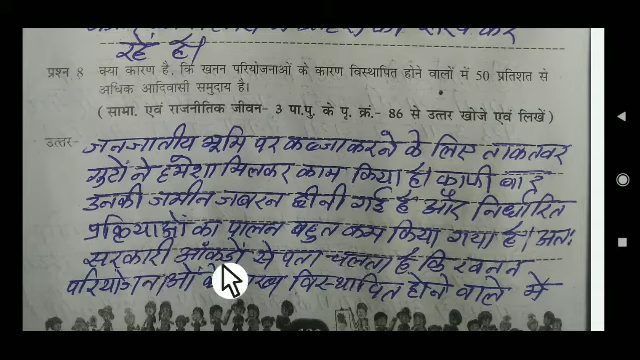 रहें हैं।
प्रश्न 8 क्या कारण है, कि खनन परियोजनाओं के कारण विस्थापित होने वालों में 50 प्रतिशत से
अधिक आदिवासी समुदाय है।
( सामा. एवं राजनीतिक जीवन- 3 पा.पु. के पृ. क्रं.- 86 से उत्तर खोजे एवं लिखें)
उत्तर- जनजातीय भूमि पर कब्जा करने के लिए ताकतवर
गुटों ने हमेशा मिलकर काम किया है। काफी बार
उनकी जमीन जबरन छीनी गई है और निर्धारित
प्रक्रियाओं का पालन बहुत कम किया गया है। अतः
सरकारी आँकड़ों से पता चलता है कि खनन
परियोजनाओं के विस्थापित होने वाले में